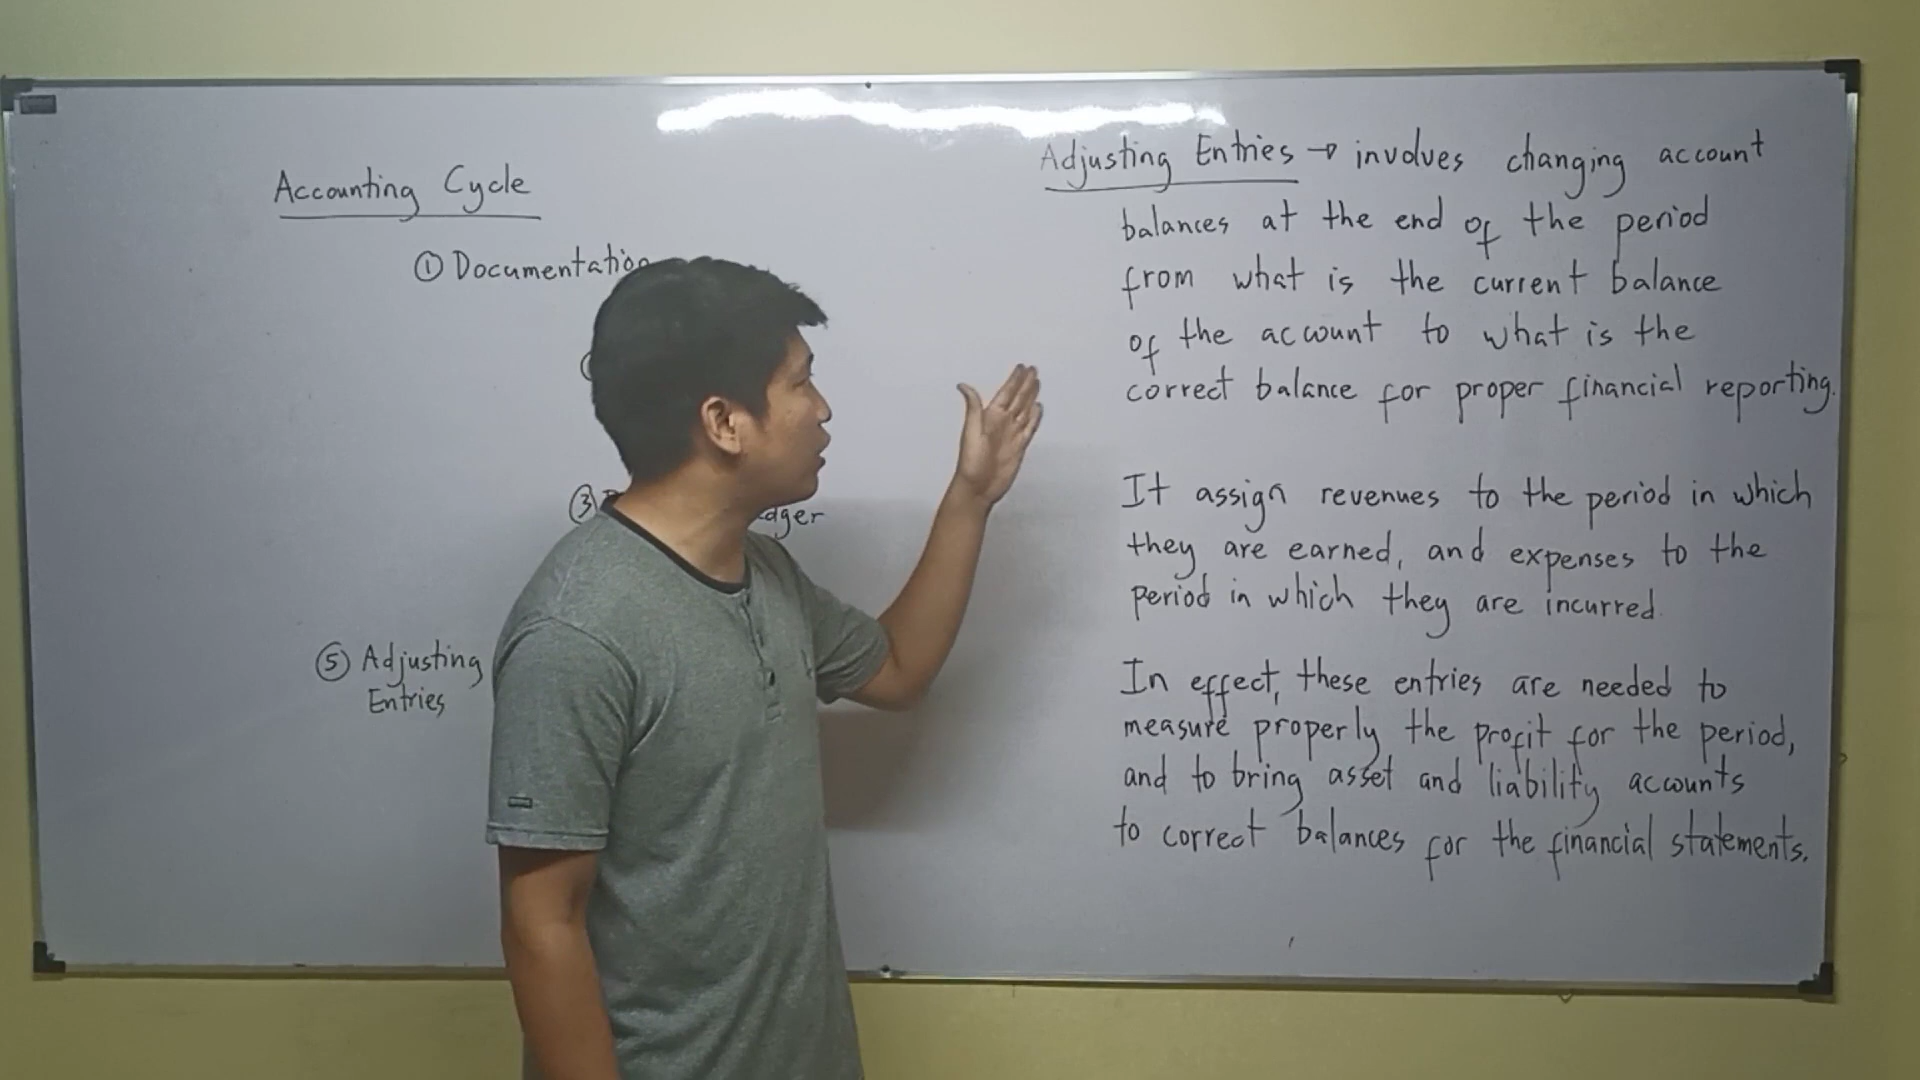 Accounting Cycle
① Documentation
③
⑤ Adjusting
Entries
Adjusting Entries → involves changing account
balances at the end of the period
from what is the current balance
of the account to what is the
correct balance for proper financial reporting.
It assign revenues to the period in which
they are earned, and expenses to the
period in which they are incurred.
In effect, these entries are needed to
measure properly the profit for the period,
and to bring asset and liability accounts
to correct balances for the financial statements.